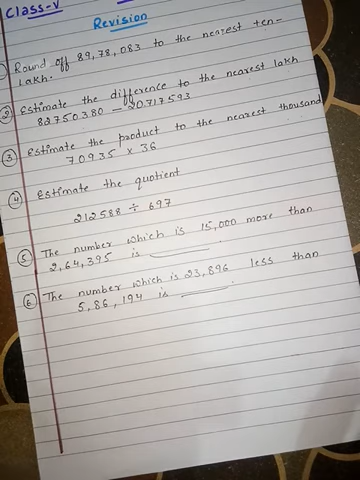 Class-V
Revision
① Round off 89,78,083 to the nearest ten-
lakh.
② Estimate the difference to the nearest lakh
82750380 - 20717593
③ Estimate the product to the nearest thousand
70935 x 36
④ Estimate the quotient
212588 ÷ 697
⑤ The number which is 15,000 more than
2,64,395 is ______.
⑥ The number which is 23,896 less than
5,86,194 is ______.